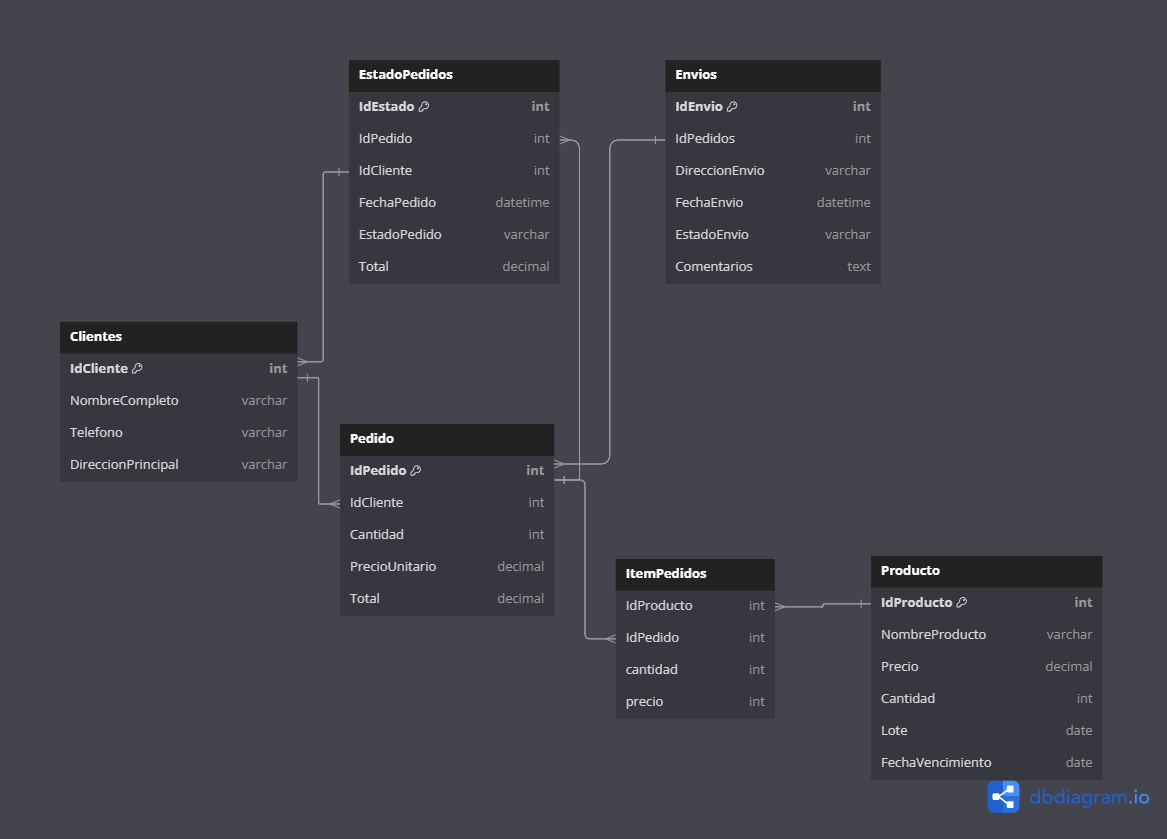 EstadoPedidos
IdEstado int
IdPedido int
IdCliente int
FechaPedido datetime
EstadoPedido varchar
Total decimal
Envios
IdEnvio int
IdPedidos int
DireccionEnvio varchar
FechaEnvio datetime
EstadoEnvio varchar
Comentarios text
Clientes
IdCliente int
NombreCompleto varchar
Telefono varchar
DireccionPrincipal varchar
Pedido
IdPedido int
IdCliente int
Cantidad int
PrecioUnitario decimal
Total decimal
ItemPedidos
IdProducto int
IdPedido int
cantidad int
precio int
Producto
IdProducto int
NombreProducto varchar
Precio decimal
Cantidad int
Lote date
FechaVencimiento date
dbdiagram.io